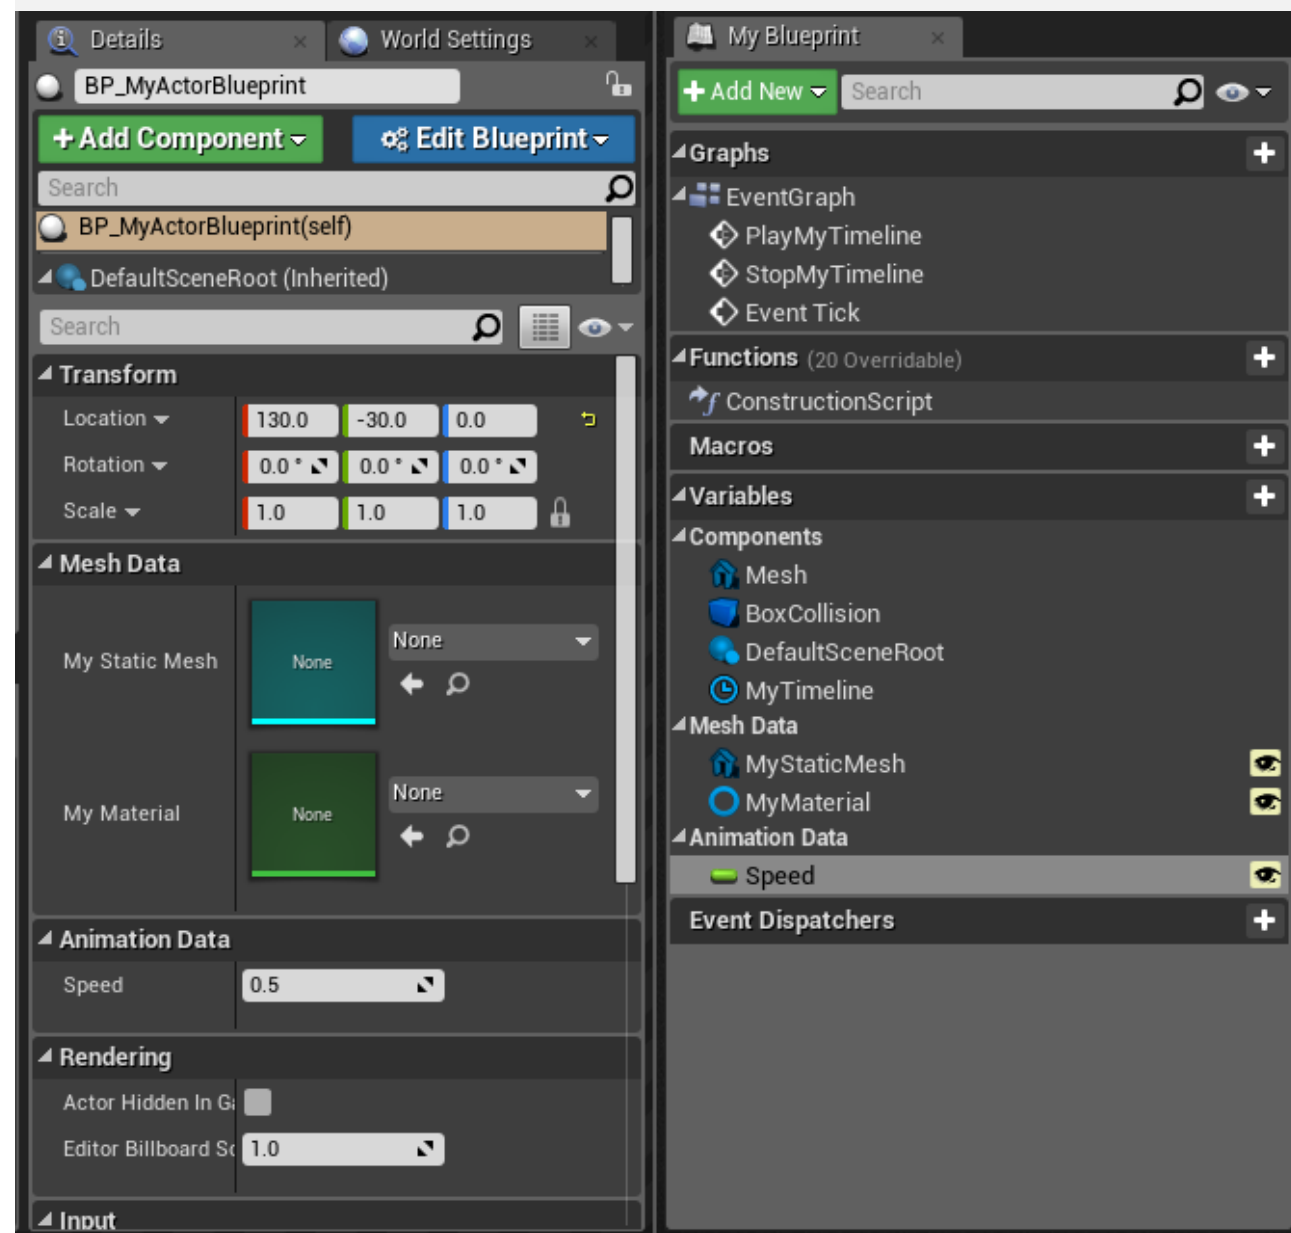 Details
World Settings
BP_MyActorBlueprint
Add Component
Edit Blueprint
Search
BP_MyActorBlueprint(self)
DefaultSceneRoot (Inherited)
Search
Transform
Location 130.0 -30.0 0.0
Rotation 0.0 ° 0.0 ° 0.0 °
Scale 1.0 1.0 1.0
Mesh Data
My Static Mesh None None
My Material None None
Animation Data
Speed 0.5
Rendering
Actor Hidden In Ga
Editor Billboard Sc 1.0
Input
My Blueprint
Add New Search
Graphs
EventGraph
PlayMyTimeline
StopMyTimeline
Event Tick
Functions (20 Overridable)
ConstructionScript
Macros
Variables
Components
Mesh
BoxCollision
DefaultSceneRoot
MyTimeline
Mesh Data
MyStaticMesh
MyMaterial
Animation Data
Speed
Event Dispatchers